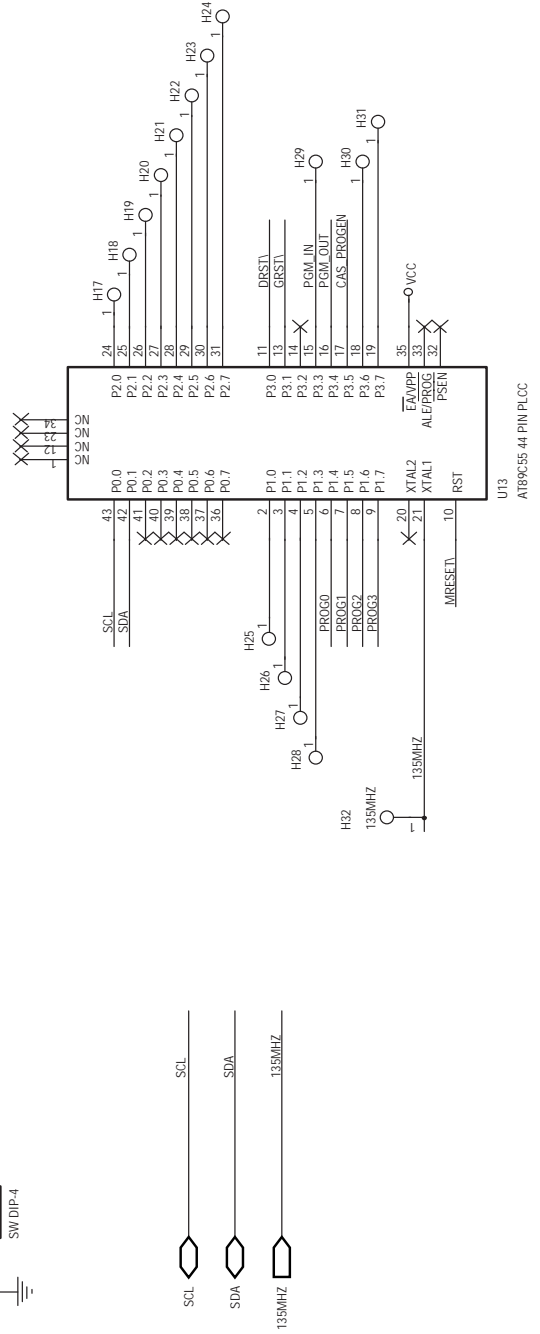 SW DIP-4
SCL
SCL
SDA
SDA
135MHZ
135MHZ
NC 1
NC 12
NC 23
NC 34
SCL 43 P0.0
SDA 42 P0.1
41 P0.2
40 P0.3
39 P0.4
38 P0.5
37 P0.6
36 P0.7
H25 1 2 P1.0
H26 1 3 P1.1
H27 1 4 P1.2
H28 1 5 P1.3
PROG0 6 P1.4
PROG1 7 P1.5
PROG2 8 P1.6
PROG3 9 P1.7
20 XTAL2
H32
135MHZ
1
135MHZ 21 XTAL1
MRESET\ 10 RST
P2.0 24 1 H17
P2.1 25 1 H18
P2.2 26 1 H19
P2.3 27 1 H20
P2.4 28 1 H21
P2.5 29 1 H22
P2.6 30 1 H23
P2.7 31 1 H24
P3.0 11 DRST\
P3.1 13 GRST\
P3.2 14
P3.3 15 PGM_IN 1 H29
P3.4 16 PGM_OUT
P3.5 17 CAS_PROGEN
P3.6 18 1 H30
P3.7 19 1 H31
EA/VPP 35 VCC
ALE/PROG 33
PSEN 32
U13
AT89C55 44 PIN PLCC